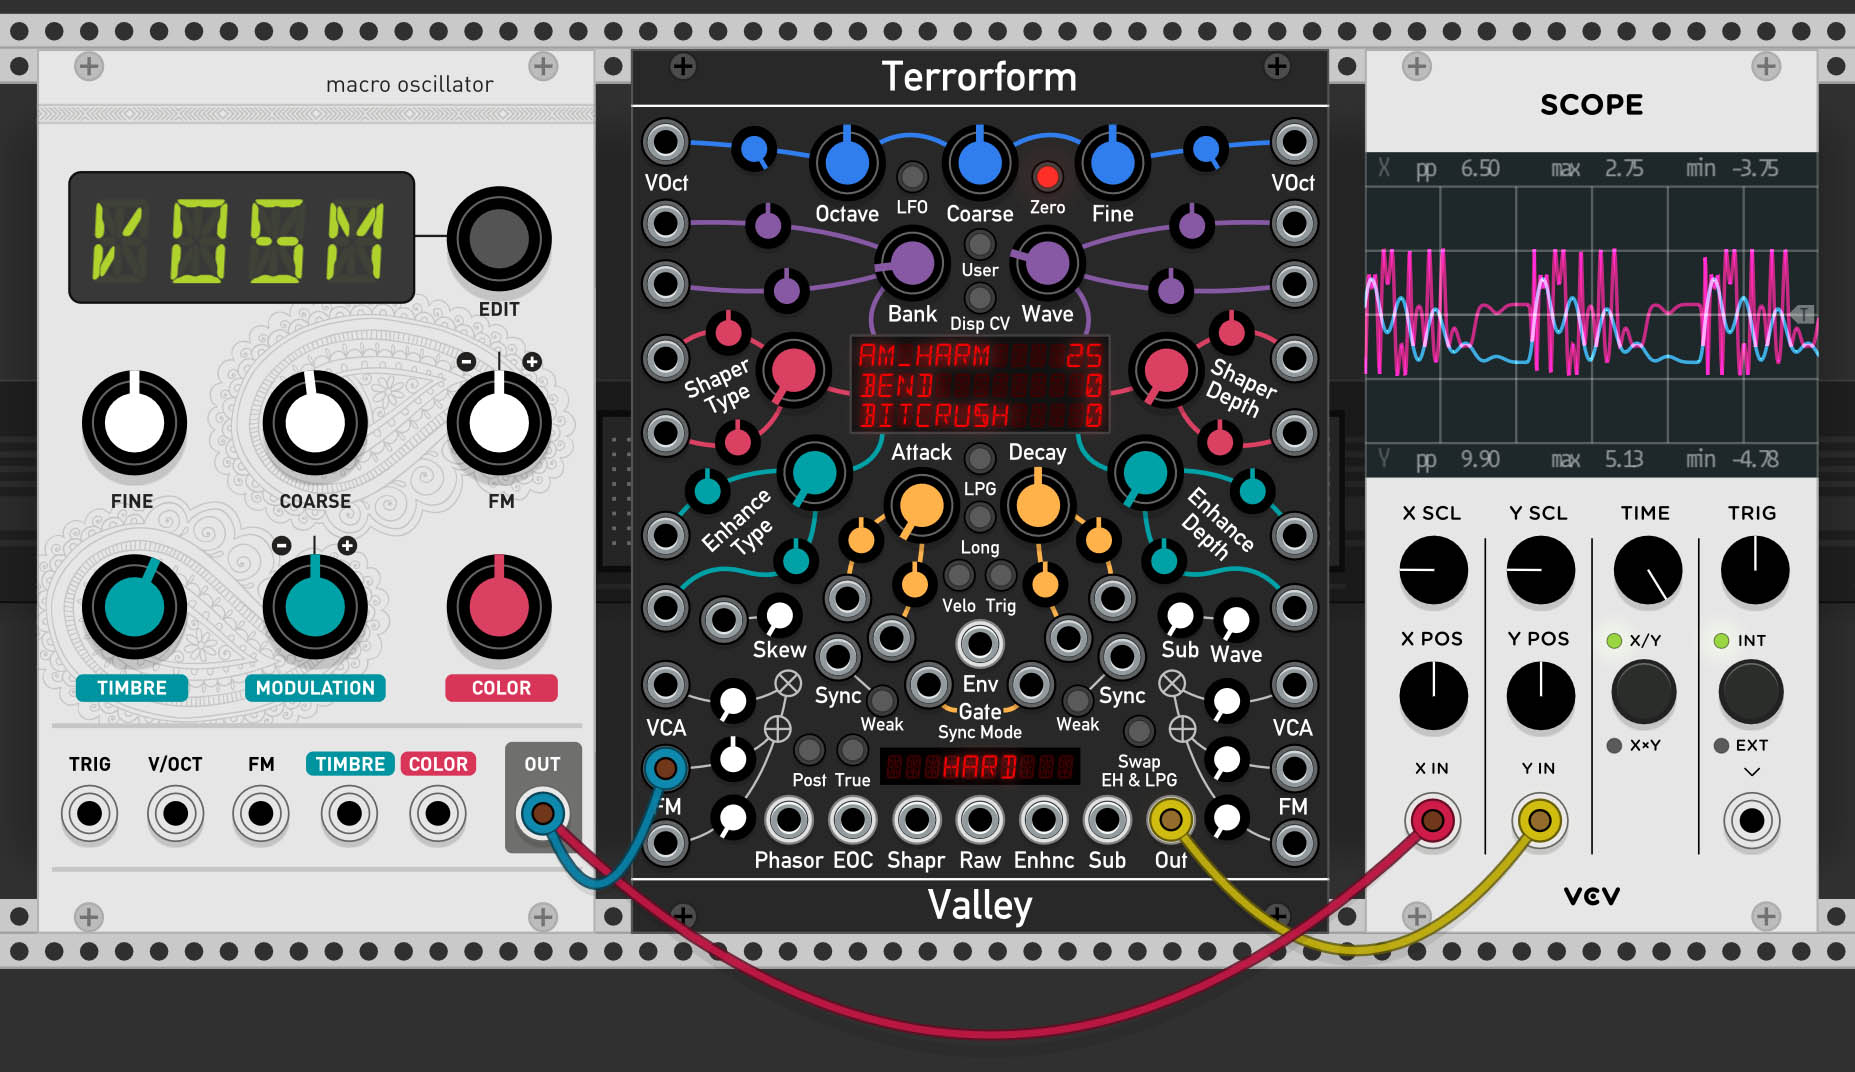 macro oscillator
VOSM
EDIT
FINE
COARSE
FM
TIMBRE
MODULATION
COLOR
TRIG
V/OCT
FM
TIMBRE
COLOR
OUT
Terrorform
VOct
VOct
Octave
LFO
Coarse
Zero
Fine
User
Bank
Disp CV
Wave
AM_HARM 25
BEND 0
BITCRUSH 0
Shaper
Type
Shaper
Depth
Attack
Decay
LPG
Long
Enhance
Type
Enhance
Depth
Velo
Trig
Skew
Sub
Wave
Sync
Env
Sync
Gate
Weak
Weak
VCA
VCA
Sync Mode
HARD
Post
True
Swap
EH & LPG
FM
FM
Phasor
EOC
Shapr
Raw
Enhnc
Sub
Out
Valley
SCOPE
X pp 6.50 max 2.75 min -3.75
T
Y pp 9.90 max 5.13 min -4.78
X SCL
Y SCL
TIME
TRIG
X POS
Y POS
X/Y
INT
X×Y
EXT
X IN
Y IN
VCV